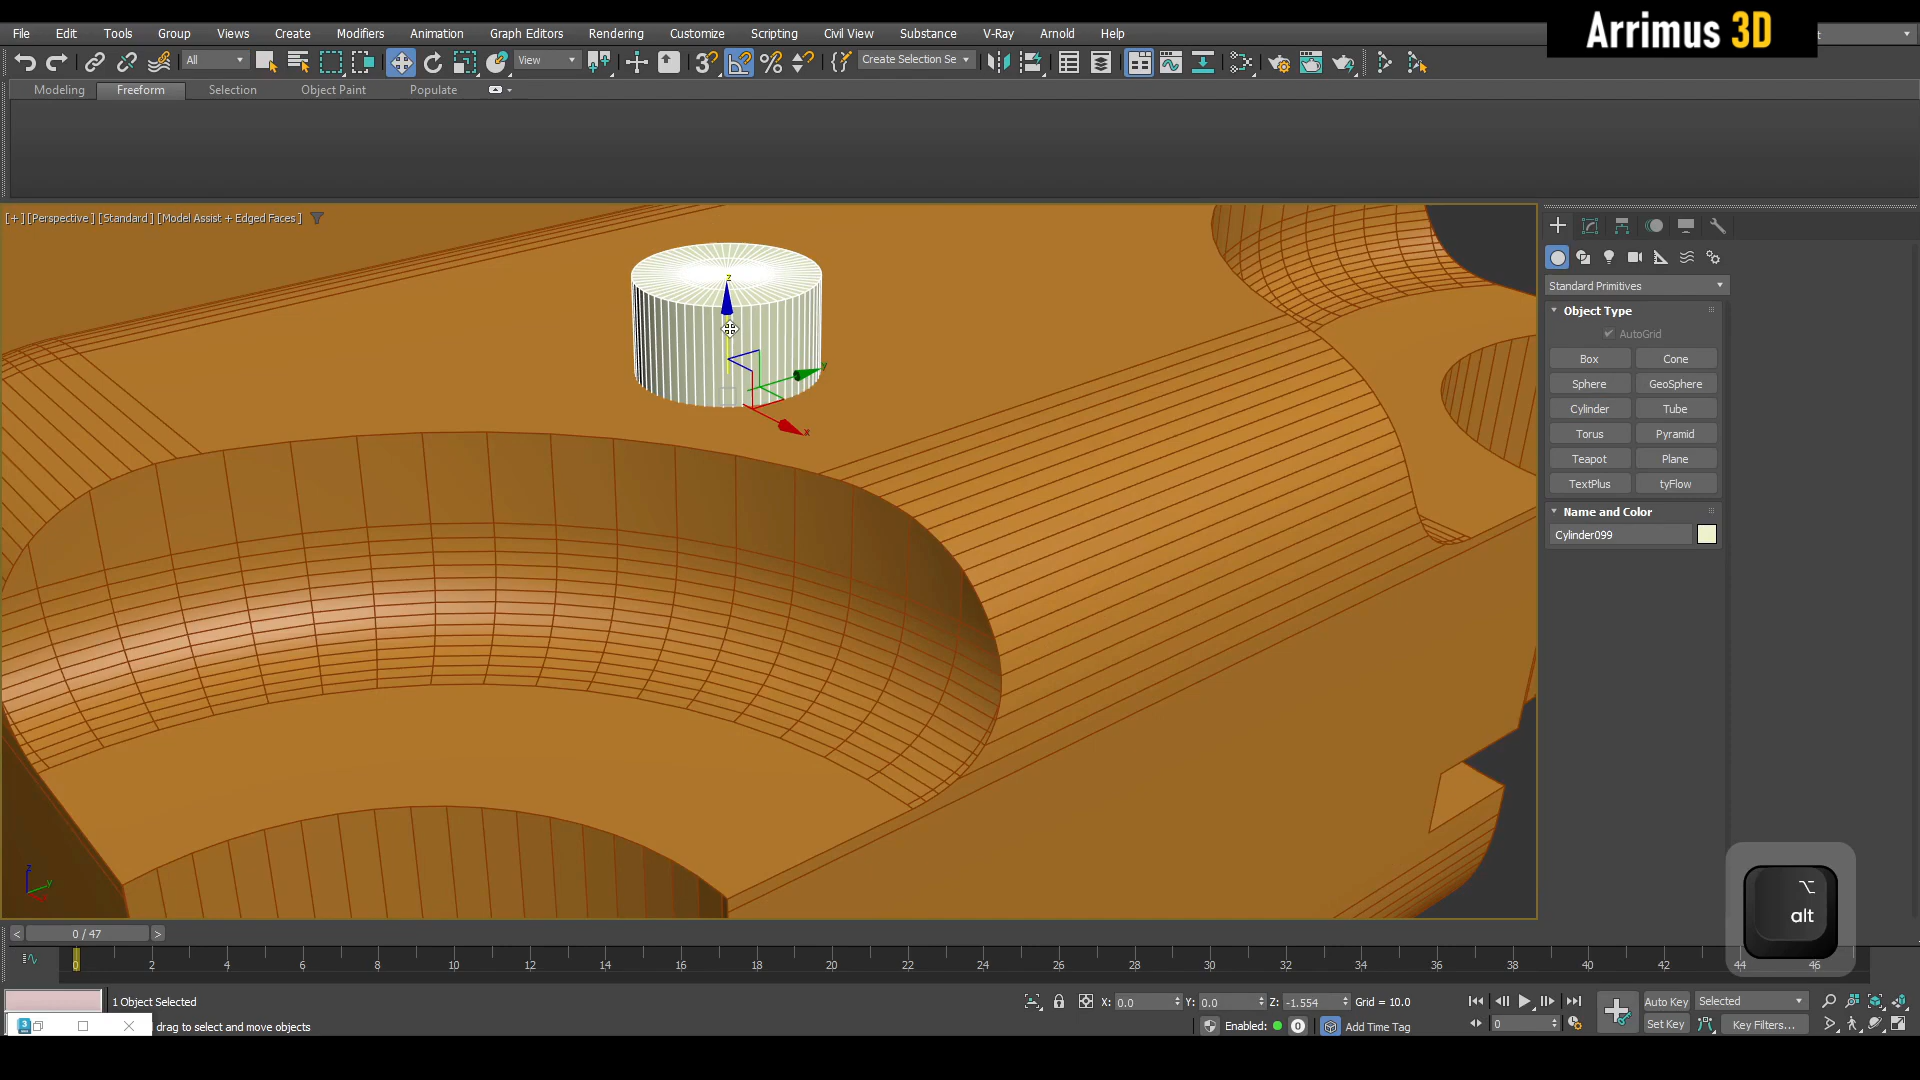 Arrimus 3D
File Edit Tools Group Views Create Modifiers Animation Graph Editors Rendering Customize Scripting Civil View Substance V-Ray Arnold Help
All View Create Selection Se
Modeling Freeform Selection Object Paint Populate
[+] [Perspective] [Standard] [Model Assist + Edged Faces]
Standard Primitives
Object Type
AutoGrid
Box Cone
Sphere GeoSphere
Cylinder Tube
Torus Pyramid
Teapot Plane
TextPlus tyFlow
Name and Color
Cylinder099
z
y
x
z
y
alt
< 0 / 47 >
0 2 4 6 8 10 12 14 16 18 20 22 24 26 28 30 32 34 36 38 40 42 44 46
1 Object Selected X: 0.0 Y: 0.0 Z: -1.554 Grid = 10.0 Auto Key Selected
3 drag to select and move objects Enabled: 0 Add Time Tag 0 Set Key Key Filters...